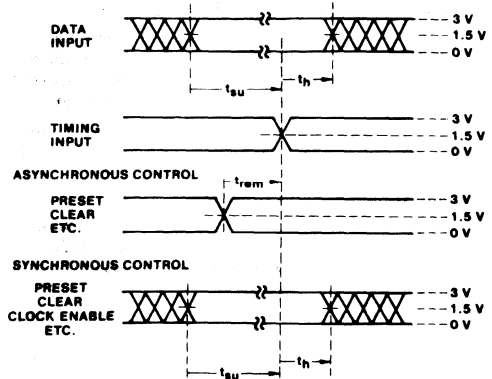 DATA
INPUT
3 V
1.5 V
0 V
tsu
th
TIMING
INPUT
3 V
1.5 V
0 V
ASYNCHRONOUS CONTROL
trem
PRESET
CLEAR
ETC.
3 V
1.5 V
0 V
SYNCHRONOUS CONTROL
PRESET
CLEAR
CLOCK ENABLE
ETC.
3 V
1.5 V
0 V
tsu
th